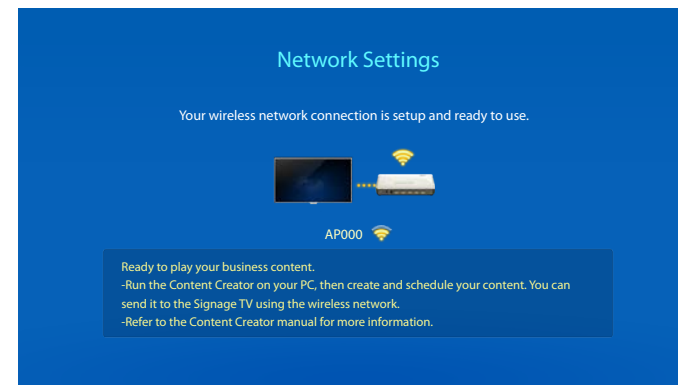 Network Settings
Your wireless network connection is setup and ready to use.
AP000
Ready to play your business content.
-Run the Content Creator on your PC, then create and schedule your content. You can
send it to the Signage TV using the wireless network.
-Refer to the Content Creator manual for more information.